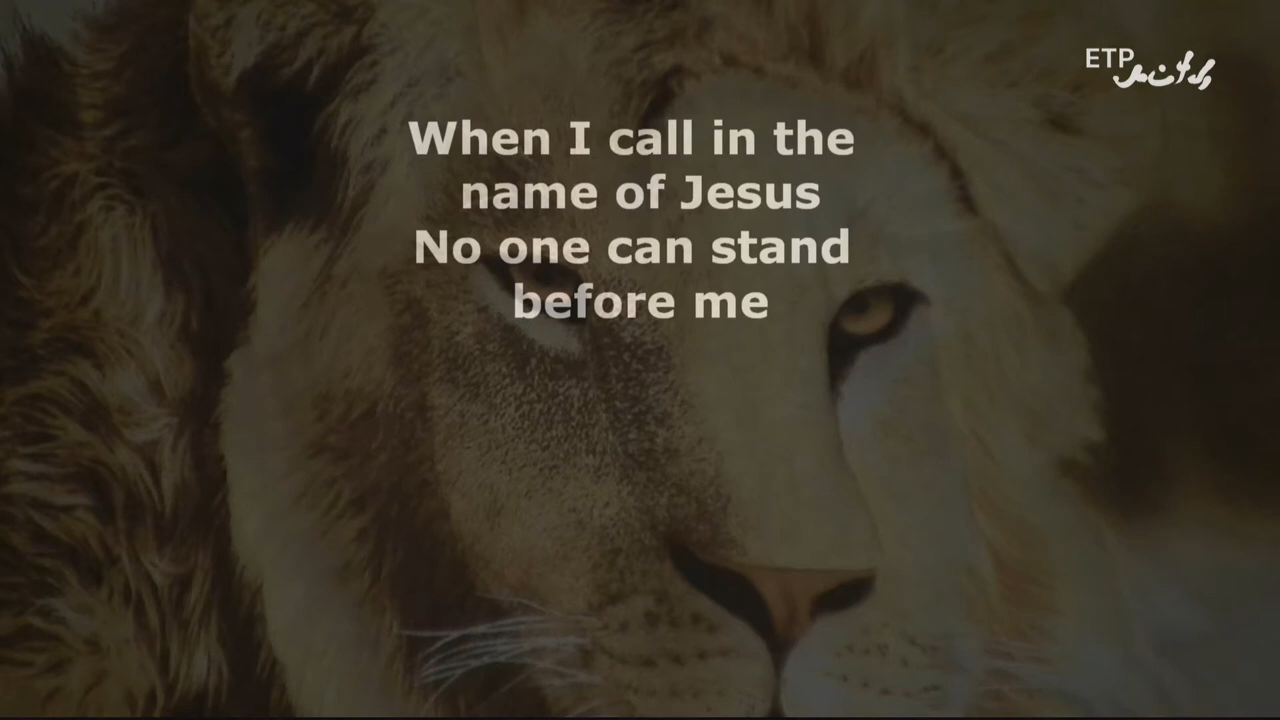 When I call in the
name of Jesus
No one can stand
before me
ETP